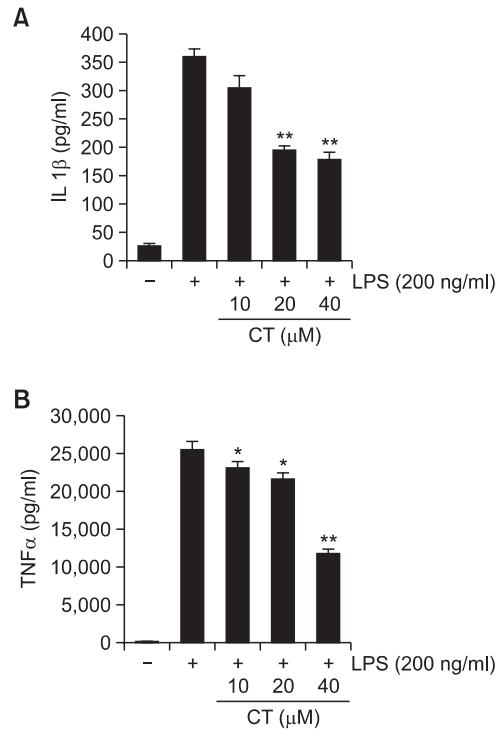 A
400
350
300
250
200
150
100
50
0
IL 1β (pg/ml)
** **
− + + + + LPS (200 ng/ml)
10 20 40
CT (μM)
B
30,000
25,000
20,000
15,000
10,000
5,000
0
TNFα (pg/ml)
* * **
− + + + + LPS (200 ng/ml)
10 20 40
CT (μM)